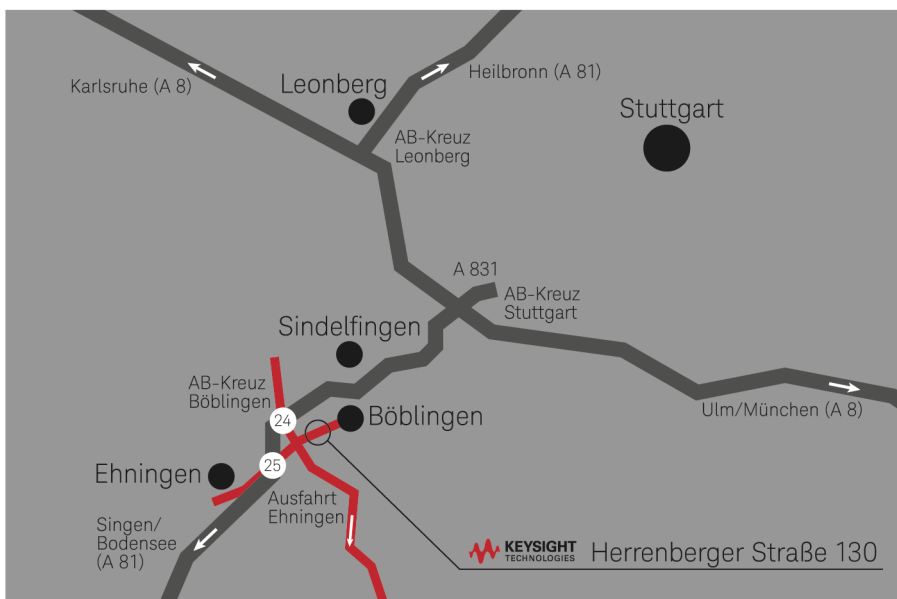 Karlsruhe (A 8)
Leonberg
Heilbronn (A 81)
Stuttgart
AB-Kreuz
Leonberg
A 831
AB-Kreuz
Stuttgart
Sindelfingen
AB-Kreuz
Böblingen
24
Böblingen
Ulm/München (A 8)
25
Ehningen
Ausfahrt
Ehningen
Singen/
Bodensee
(A 81)
KEYSIGHT
TECHNOLOGIES
Herrenberger Straße 130